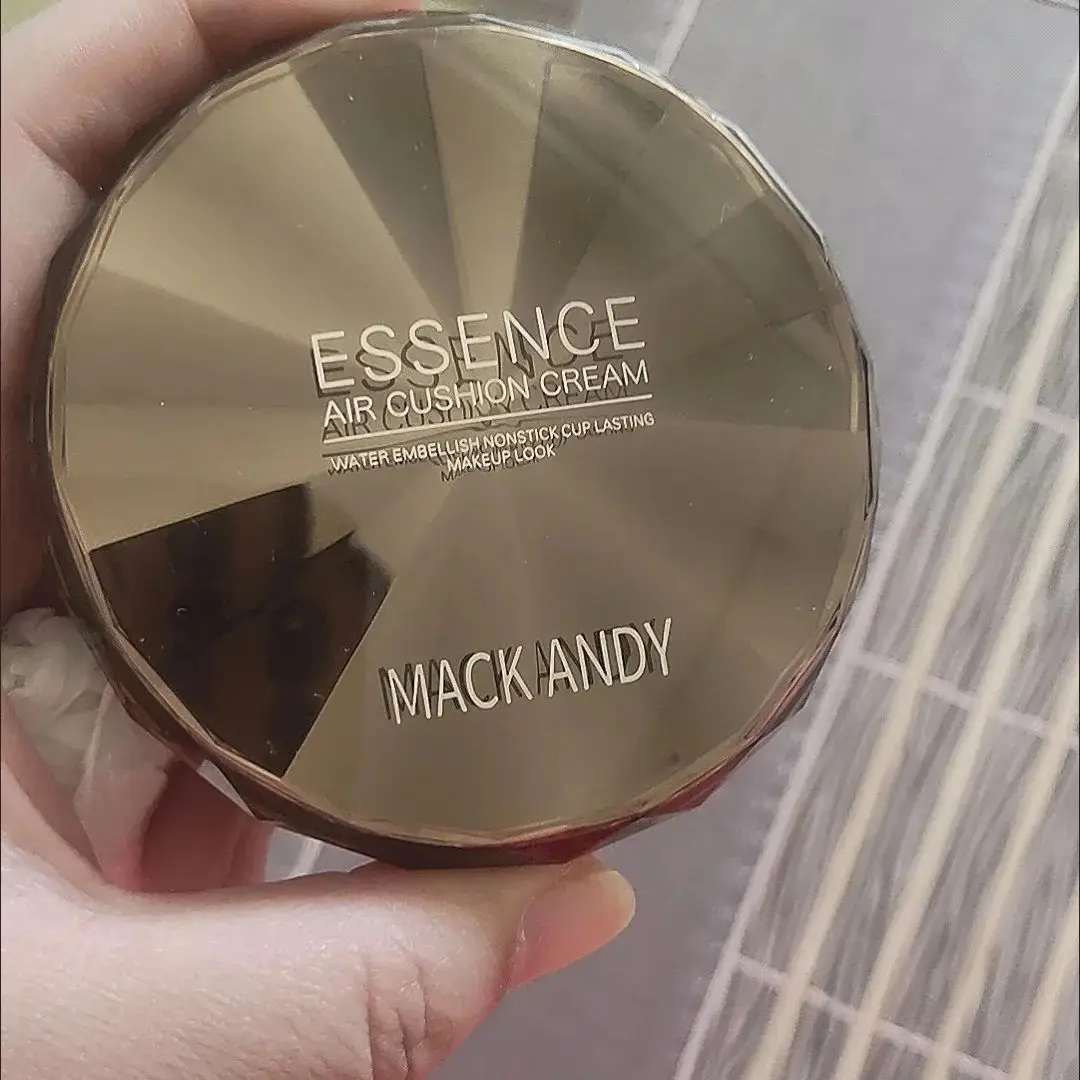 ESSENCE
AIR CUSHION CREAM
WATER EMBELLISH NONSTICK CUP LASTING
MAKEUP LOOK
MACK ANDY